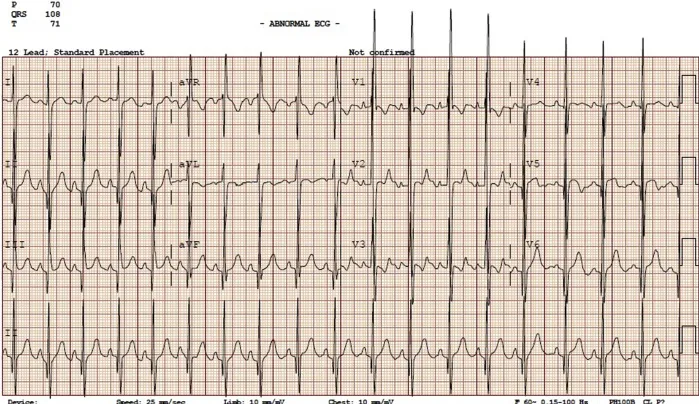 P 70
QRS 108
T 71
- ABNORMAL ECG -
12 Lead; Standard Placement
Not confirmed
I aVR V1 V4
II aVL V2 V5
III aVF V3 V6
II
Device: Speed: 25 mm/sec Limb: 10 mm/mV Chest: 10 mm/mV F 60~ 0.15-100 Hz PH100B CL P?